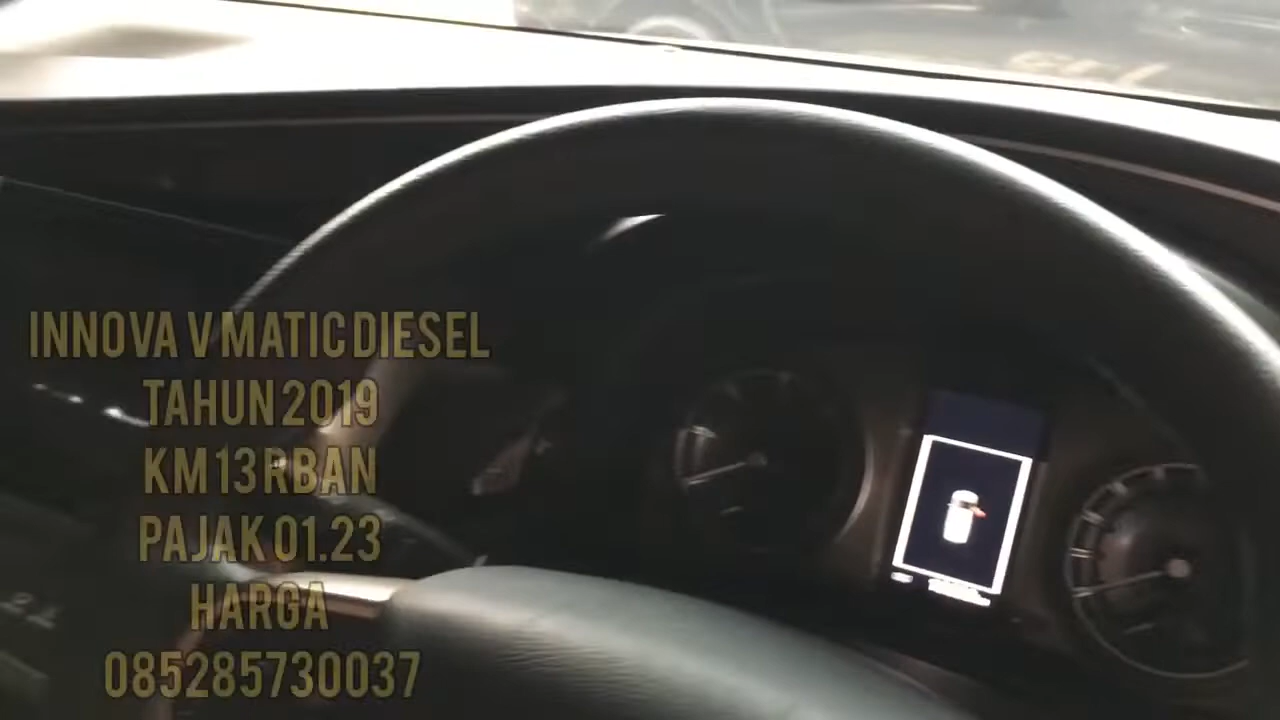 INNOVA V MATIC DIESEL
TAHUN 2019
KM 13 RBAN
PAJAK 01.23
HARGA
085285730037